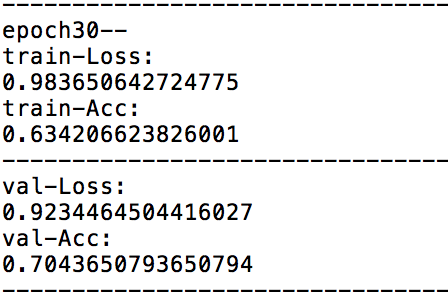 --------------------------------
epoch30--
train-Loss:
0.983650642724775
train-Acc:
0.634206623826001
--------------------------------
val-Loss:
0.9234464504416027
val-Acc:
0.7043650793650794
--------------------------------